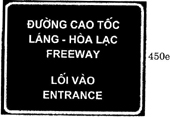 ĐƯỜNG CAO TỐC
LÁNG - HÒA LẠC
FREEWAY
450e
LỐI VÀO
ENTRANCE